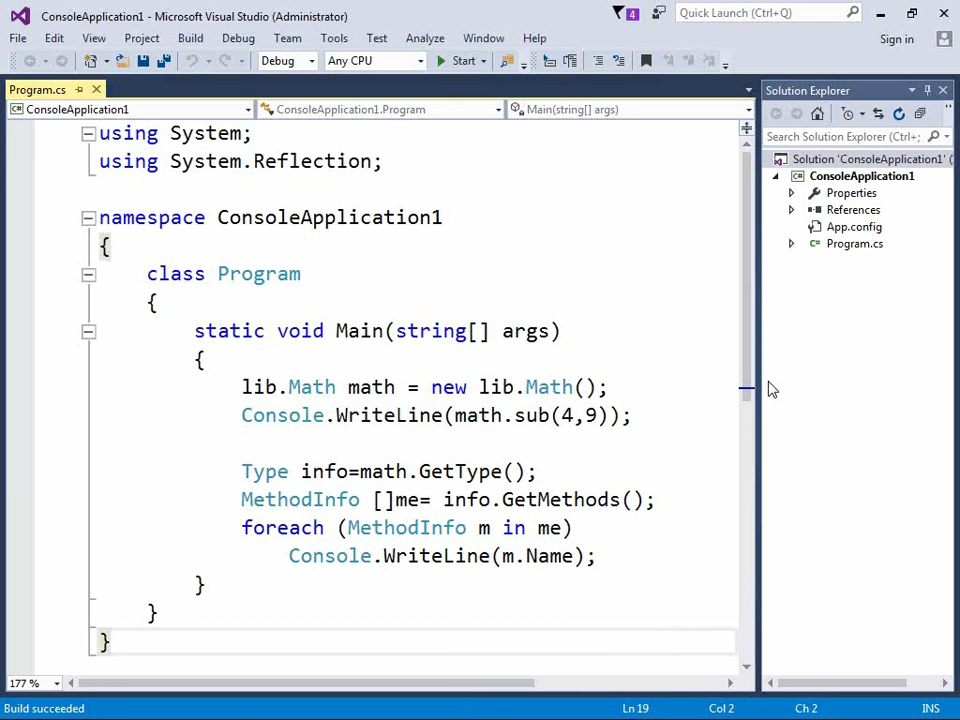 ConsoleApplication1 - Microsoft Visual Studio (Administrator)
4
Quick Launch (Ctrl+Q)
File Edit View Project Build Debug Team Tools Test Analyze Window Help
Sign in
Debug Any CPU Start
Program.cs
ConsoleApplication1 ConsoleApplication1.Program Main(string[] args)
using System;
using System.Reflection;
namespace ConsoleApplication1
{
class Program
{
static void Main(string[] args)
{
lib.Math math = new lib.Math();
Console.WriteLine(math.sub(4,9));
Type info=math.GetType();
MethodInfo []me= info.GetMethods();
foreach (MethodInfo m in me)
Console.WriteLine(m.Name);
}
}
}
177 %
Solution Explorer
Search Solution Explorer (Ctrl+;
Solution 'ConsoleApplication1' (
ConsoleApplication1
Properties
References
App.config
Program.cs
Build succeeded Ln 19 Col 2 Ch 2 INS